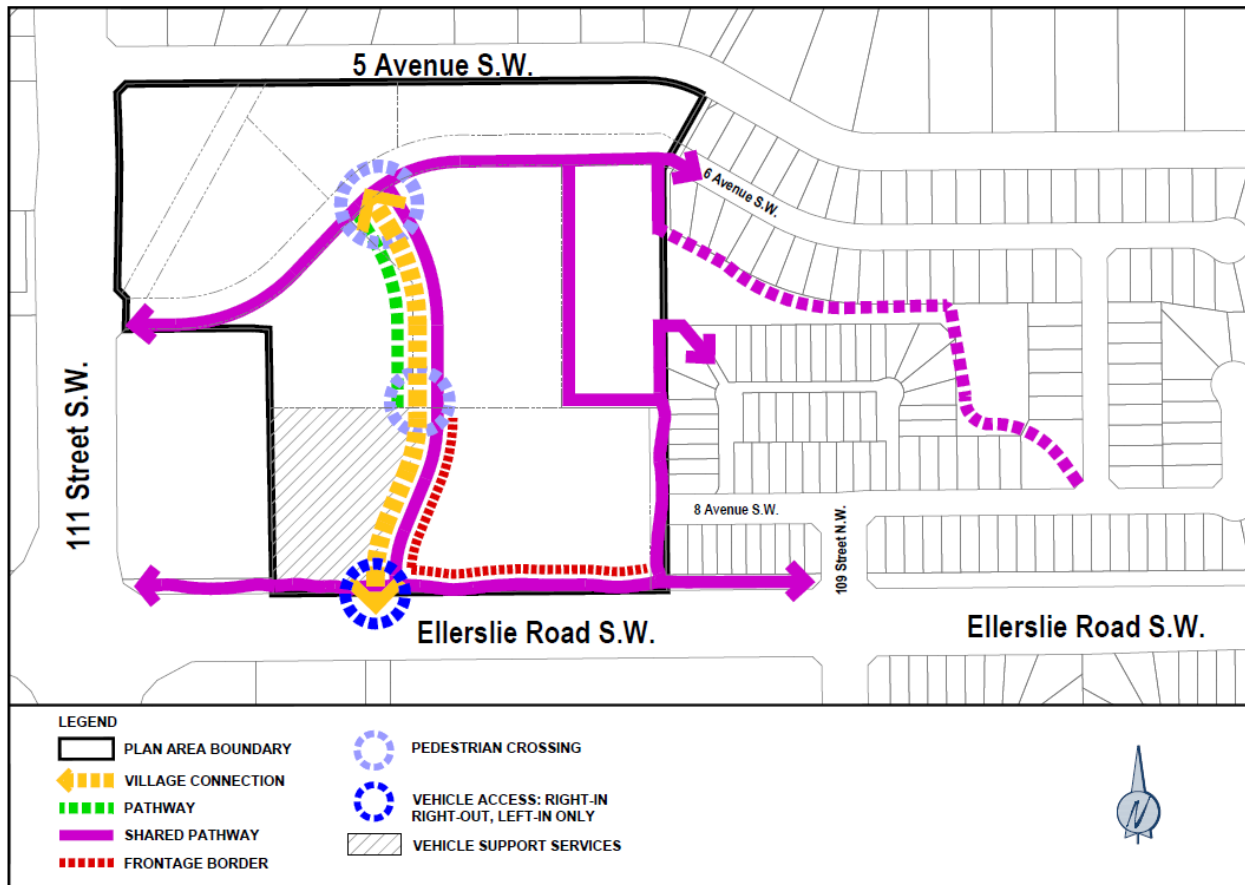 5 Avenue S.W.
6 Avenue S.W.
111 Street S.W.
8 Avenue S.W.
109 Street N.W.
Ellerslie Road S.W.
Ellerslie Road S.W.
LEGEND
PLAN AREA BOUNDARY
VILLAGE CONNECTION
PATHWAY
SHARED PATHWAY
FRONTAGE BORDER
PEDESTRIAN CROSSING
VEHICLE ACCESS: RIGHT-IN
RIGHT-OUT, LEFT-IN ONLY
VEHICLE SUPPORT SERVICES
N